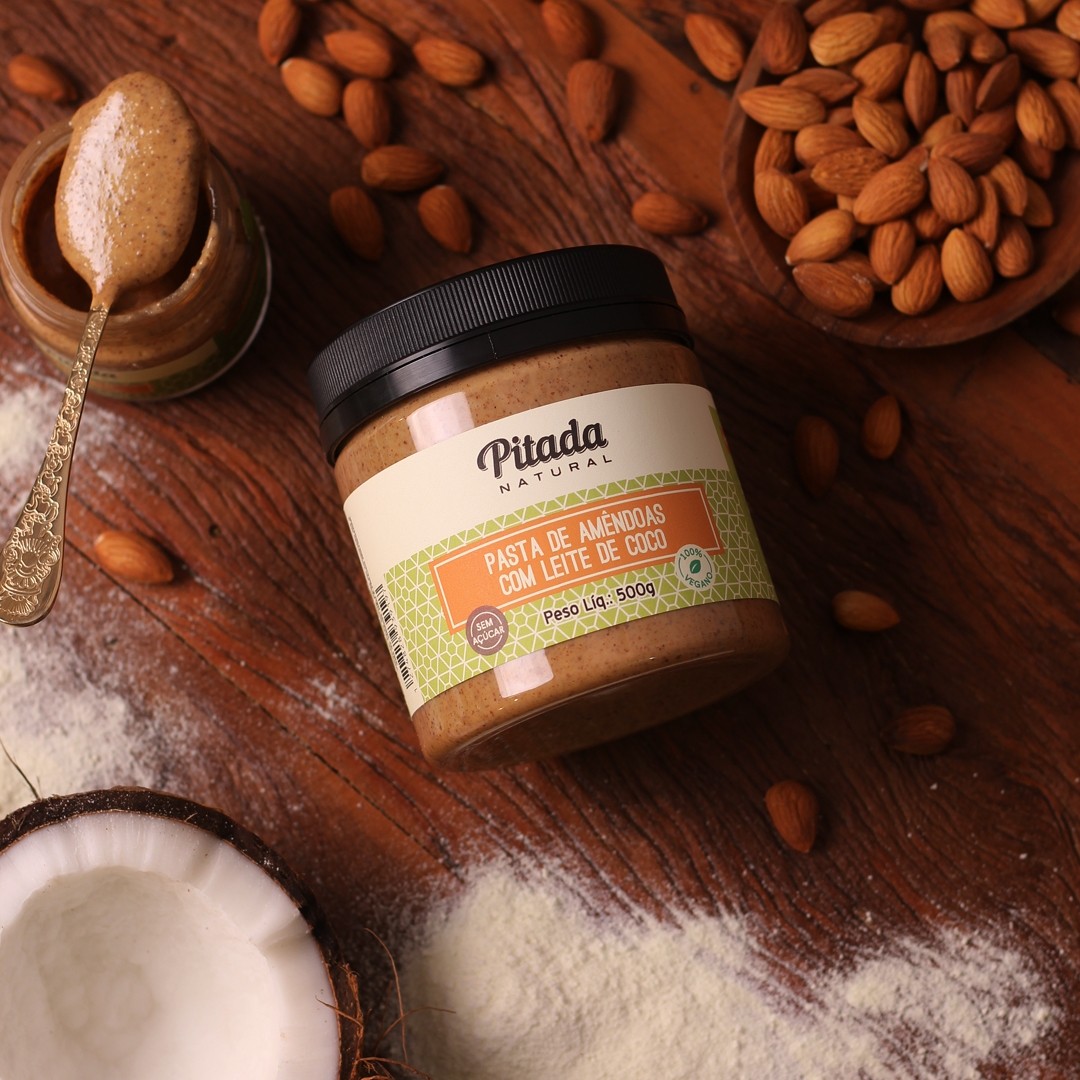 Pitada
NATURAL
PASTA DE AMÊNDOAS
COM LEITE DE COCO
100%
VEGANO
Peso Líq.: 500g
SEM
AÇÚCAR